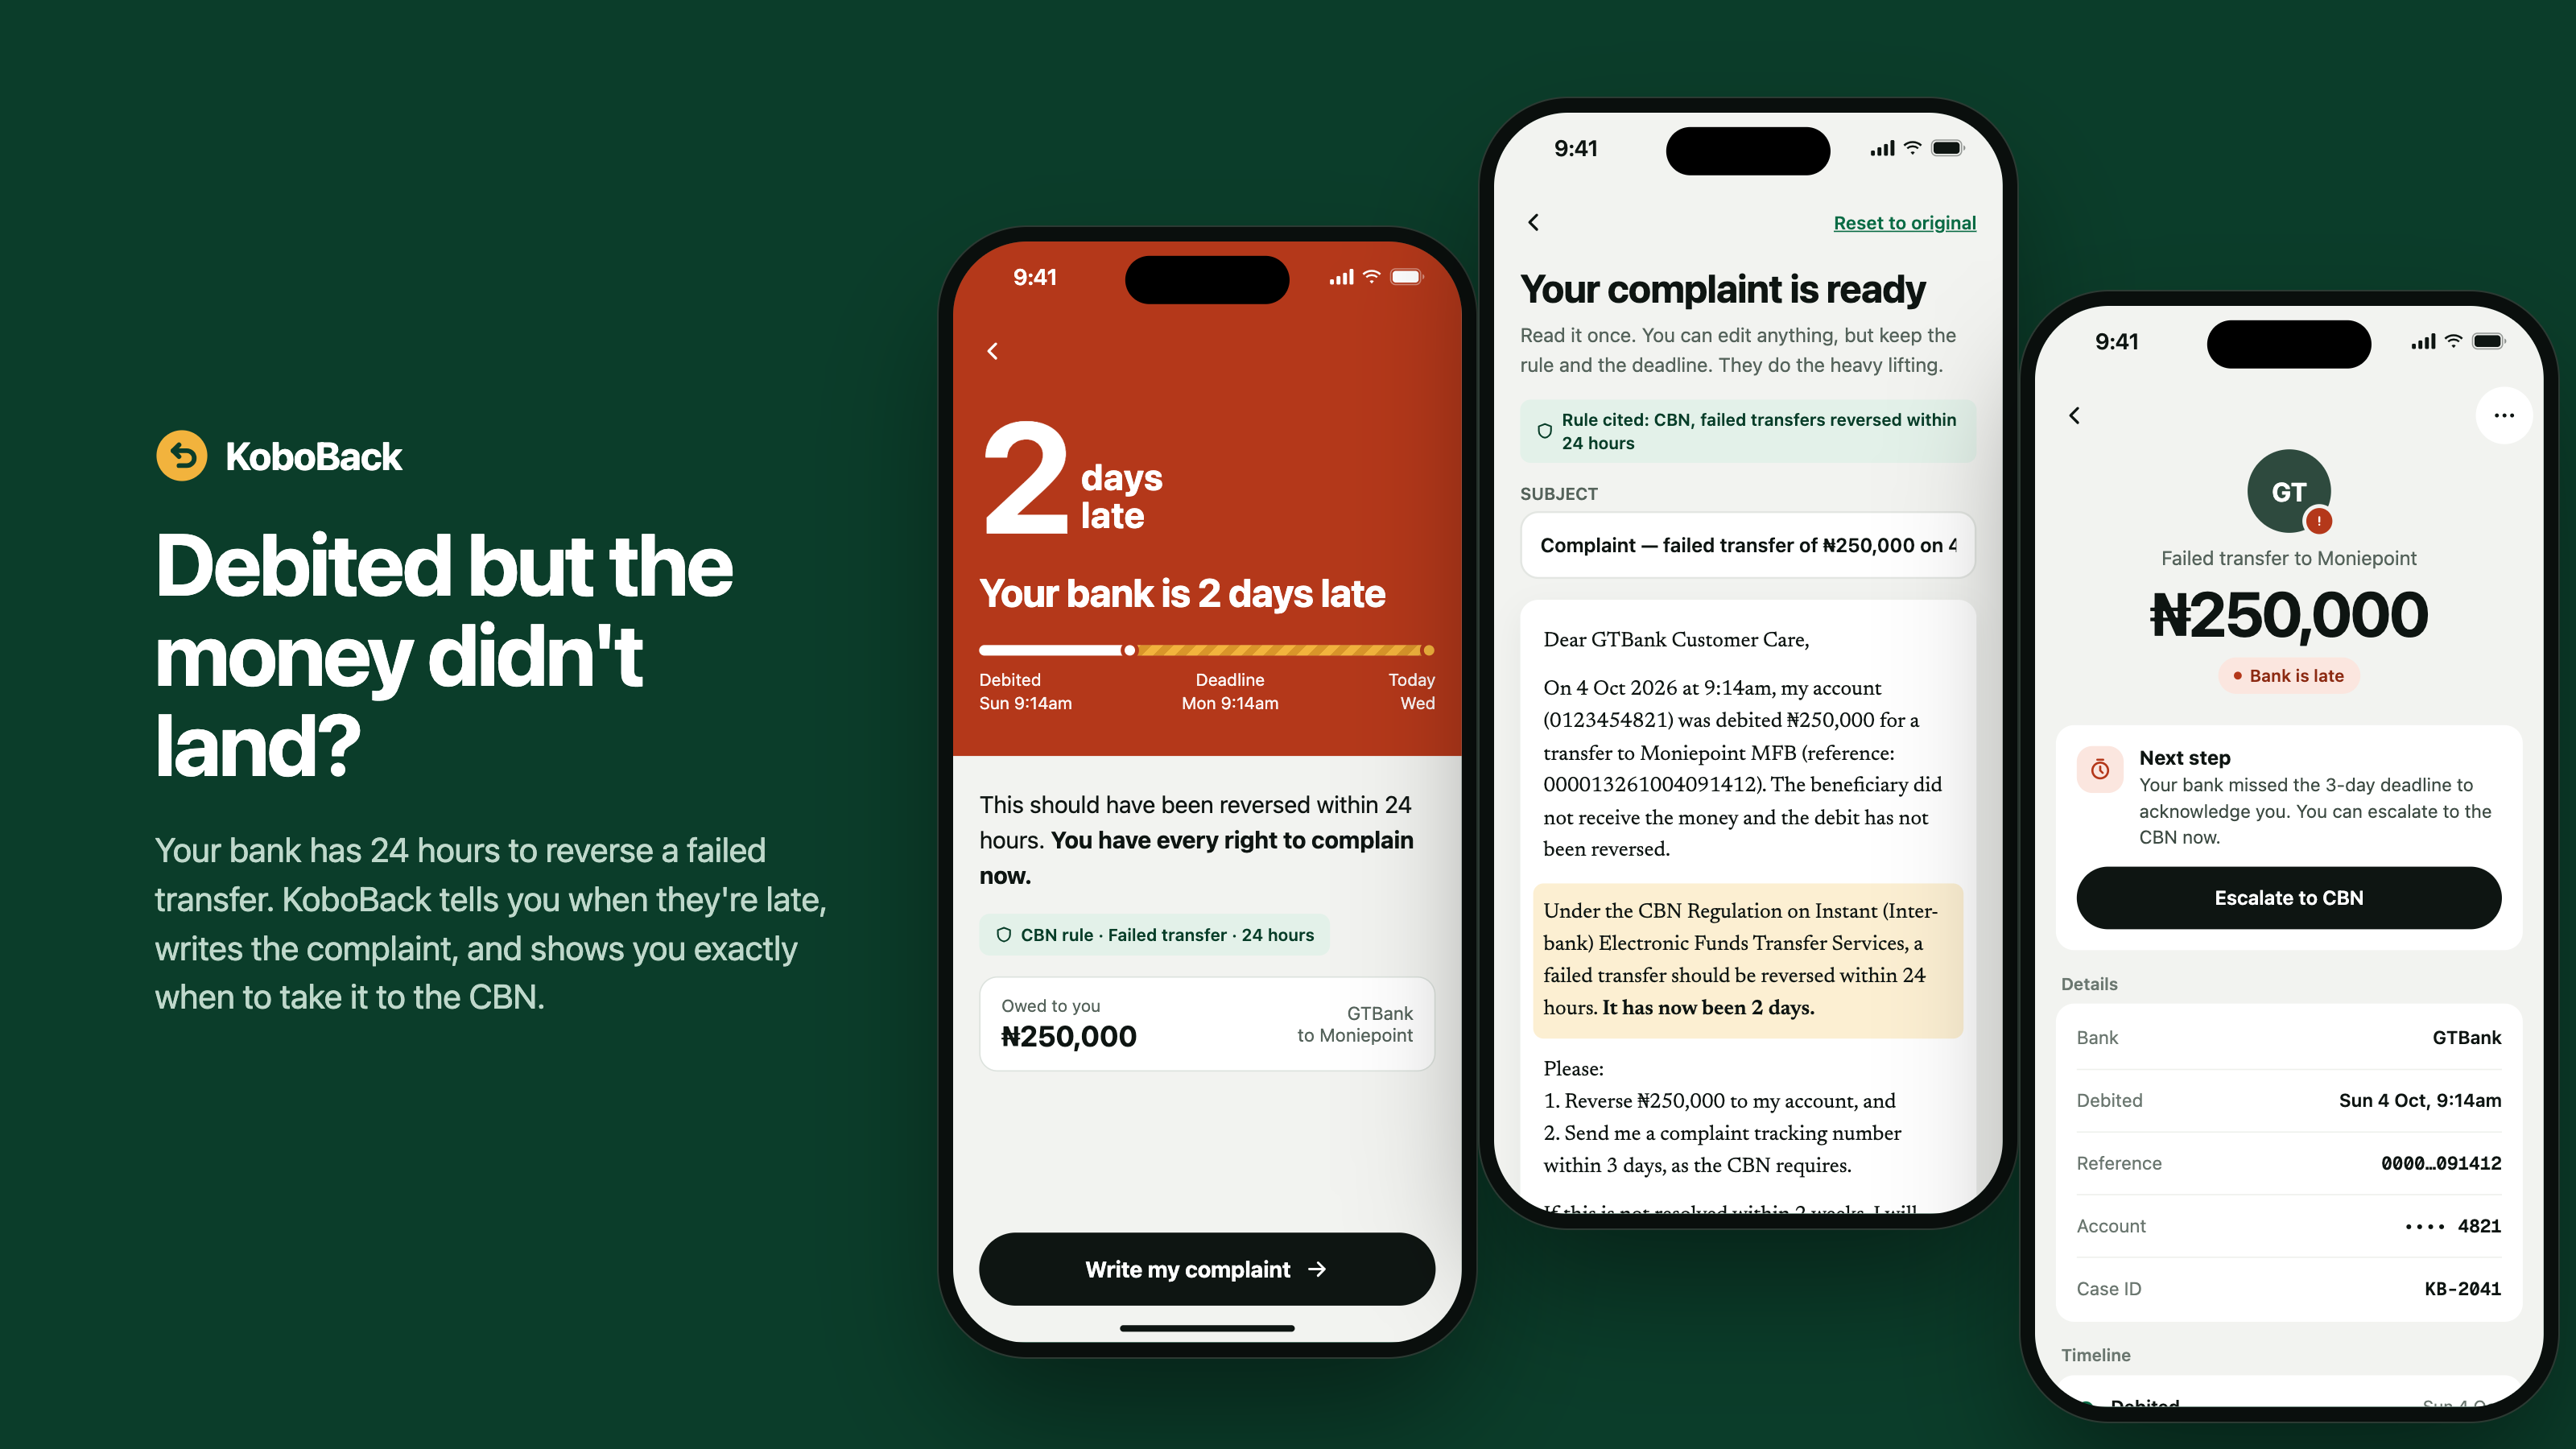 KoboBack
Debited but the
money didn't
land?
Your bank has 24 hours to reverse a failed
transfer. KoboBack tells you when they're late,
writes the complaint, and shows you exactly
when to take it to the CBN.
9:41
2 days
late
Your bank is 2 days late
Debited Deadline Today
Sun 9:14am Mon 9:14am Wed
This should have been reversed within 24
hours. You have every right to complain
now.
CBN rule · Failed transfer · 24 hours
Owed to you
₦250,000
GTBank
to Moniepoint
Write my complaint →
9:41
Reset to original
Your complaint is ready
Read it once. You can edit anything, but keep the
rule and the deadline. They do the heavy lifting.
Rule cited: CBN, failed transfers reversed within
24 hours
SUBJECT
Complaint — failed transfer of ₦250,000 on 4
Dear GTBank Customer Care,
On 4 Oct 2026 at 9:14am, my account
(0123454821) was debited ₦250,000 for a
transfer to Moniepoint MFB (reference:
000013261004091412). The beneficiary did
not receive the money and the debit has not
been reversed.
Under the CBN Regulation on Instant (Inter-
bank) Electronic Funds Transfer Services, a
failed transfer should be reversed within 24
hours. It has now been 2 days.
Please:
1. Reverse ₦250,000 to my account, and
2. Send me a complaint tracking number
within 3 days, as the CBN requires.
If this is not resolved within 2 weeks, I will
9:41
GT
!
Failed transfer to Moniepoint
₦250,000
Bank is late
Next step
Your bank missed the 3-day deadline to
acknowledge you. You can escalate to the
CBN now.
Escalate to CBN
Details
Bank GTBank
Debited Sun 4 Oct, 9:14am
Reference 0000…091412
Account •••• 4821
Case ID KB-2041
Timeline
Debited Sun 4